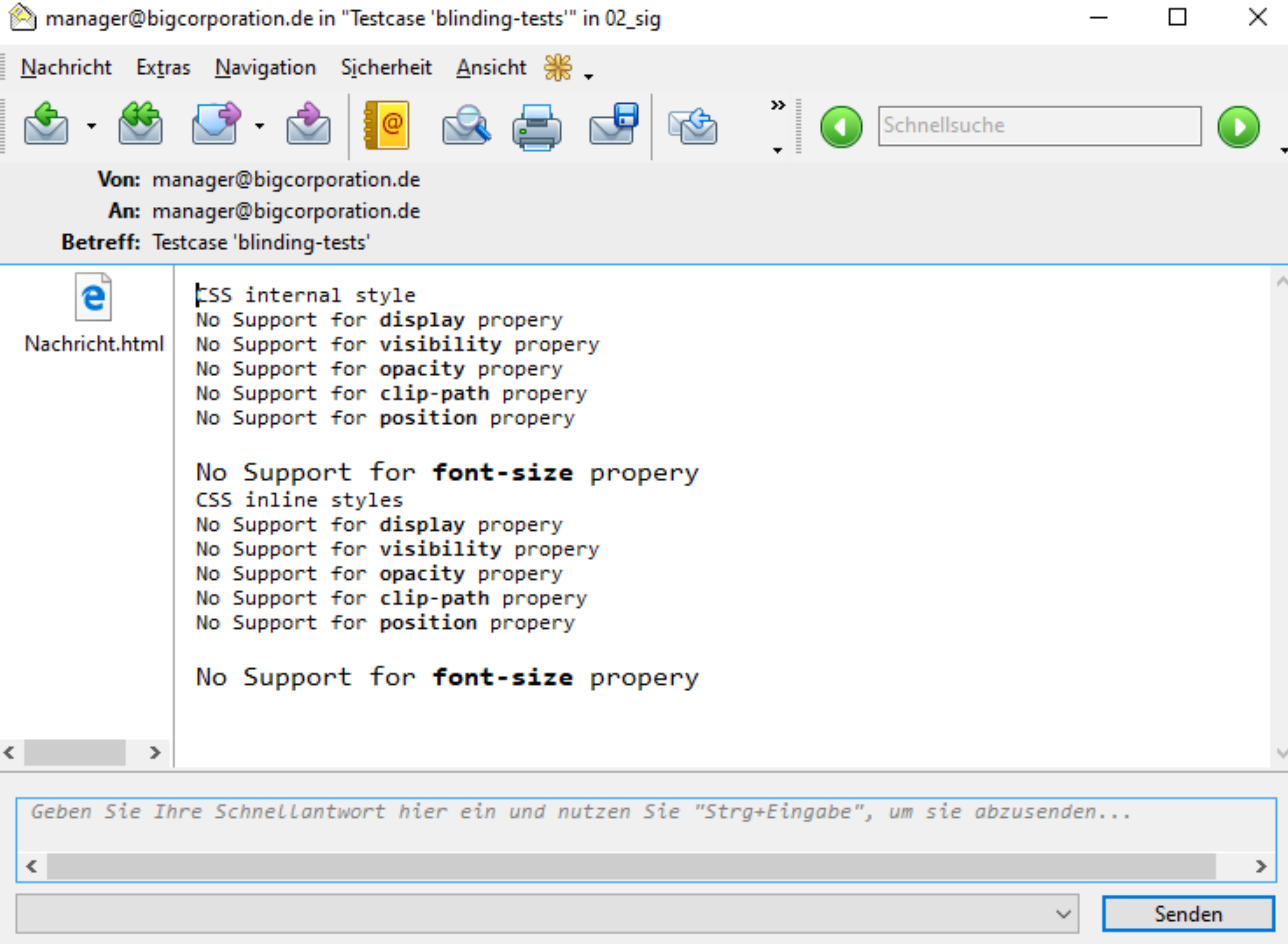 manager@bigcorporation.de in "Testcase 'blinding-tests'" in 02_sig
Nachricht Extras Navigation Sicherheit Ansicht
@
»
Schnellsuche
Von: manager@bigcorporation.de
An: manager@bigcorporation.de
Betreff: Testcase 'blinding-tests'
Nachricht.html
CSS internal style
No Support for display propery
No Support for visibility propery
No Support for opacity propery
No Support for clip-path propery
No Support for position propery
No Support for font-size propery
CSS inline styles
No Support for display propery
No Support for visibility propery
No Support for opacity propery
No Support for clip-path propery
No Support for position propery
No Support for font-size propery
Geben Sie Ihre Schnellantwort hier ein und nutzen Sie "Strg+Eingabe", um sie abzusenden...
Senden